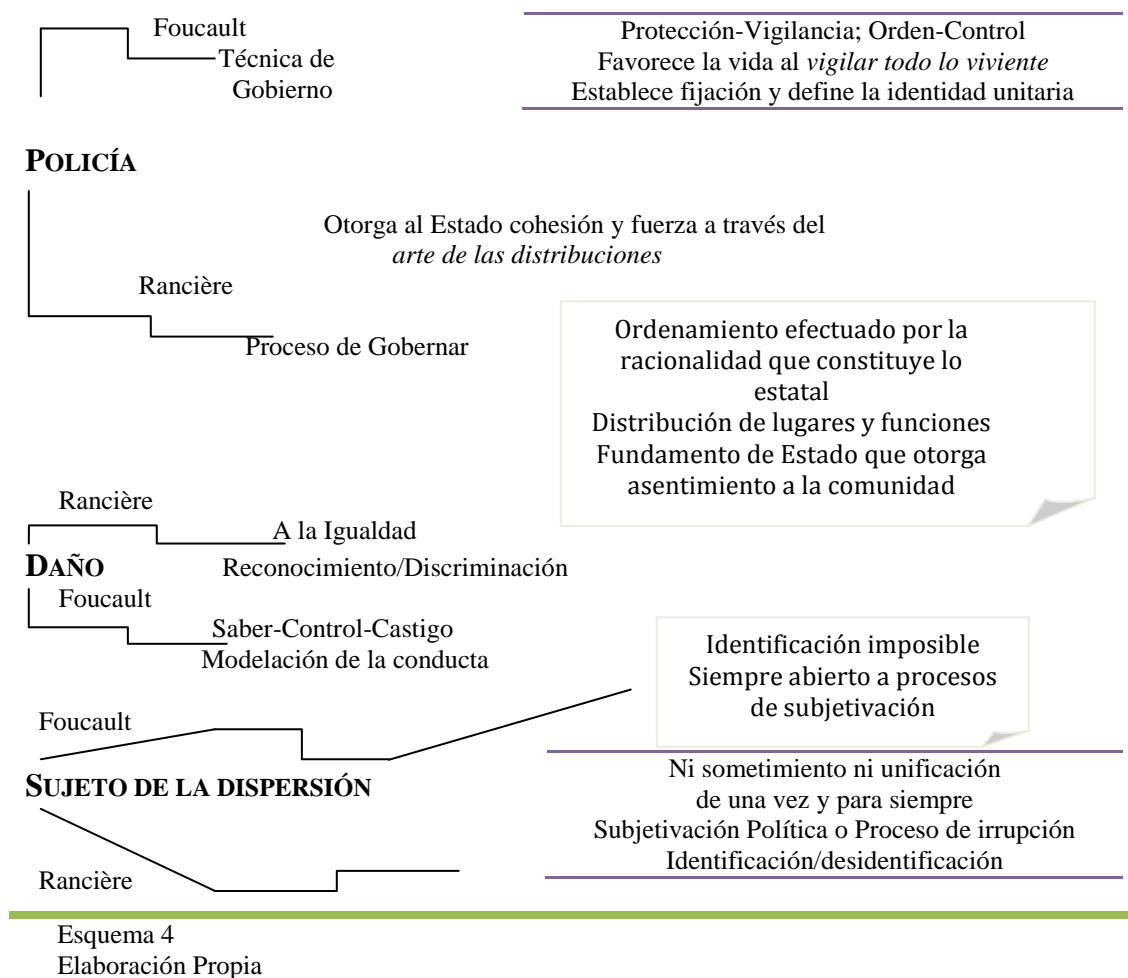 Foucault
Técnica de
Gobierno
Protección-Vigilancia; Orden-Control
Favorece la vida al vigilar todo lo viviente
Establece fijación y define la identidad unitaria
POLICÍA
Otorga al Estado cohesión y fuerza a través del
arte de las distribuciones
Rancière
Proceso de Gobernar
Ordenamiento efectuado por la
racionalidad que constituye lo
estatal
Distribución de lugares y funciones
Fundamento de Estado que otorga
asentimiento a la comunidad
Rancière
A la Igualdad
DAÑO
Reconocimiento/Discriminación
Foucault
Saber-Control-Castigo
Modelación de la conducta
Identificación imposible
Siempre abierto a procesos
de subjetivación
Foucault
SUJETO DE LA DISPERSIÓN
Ni sometimiento ni unificación
de una vez y para siempre
Subjetivación Política o Proceso de irrupción
Identificación/desidentificación
Rancière
Esquema 4
Elaboración Propia